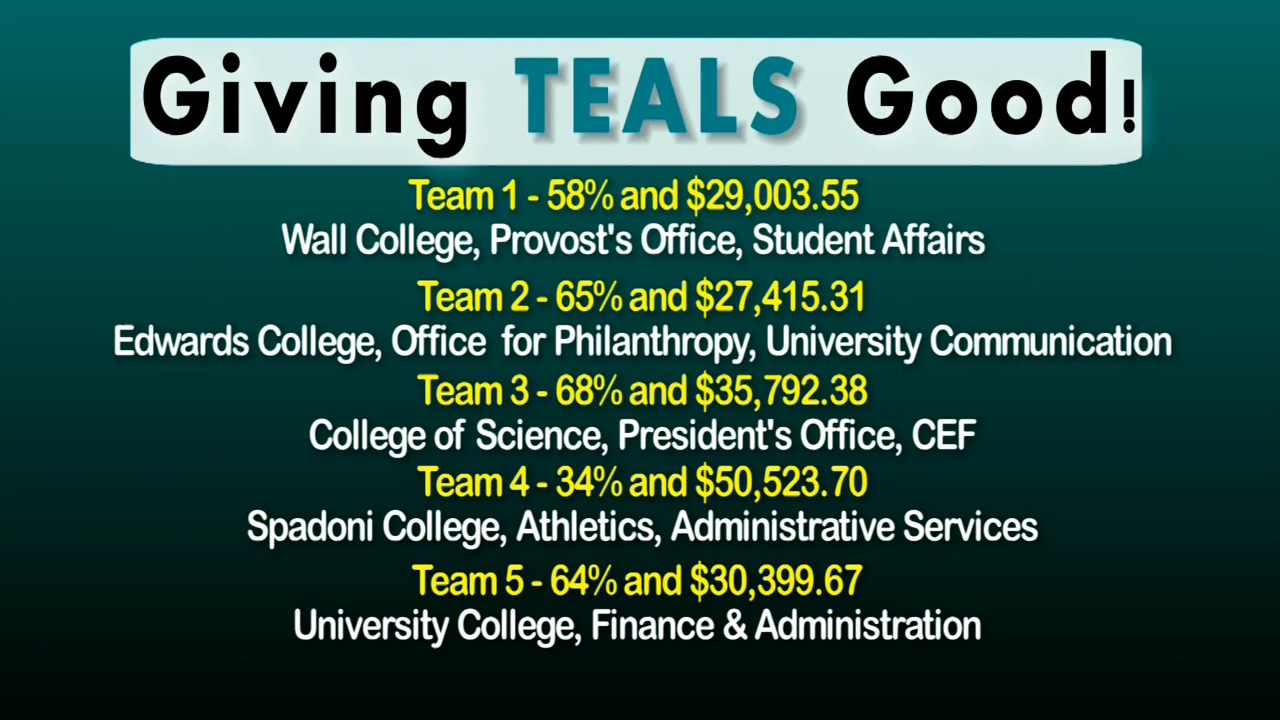 Giving TEALS Good!
Team 1 - 58% and $29,003.55
Wall College, Provost's Office, Student Affairs
Team 2 - 65% and $27,415.31
Edwards College, Office for Philanthropy, University Communication
Team 3 - 68% and $35,792.38
College of Science, President's Office, CEF
Team 4 - 34% and $50,523.70
Spadoni College, Athletics, Administrative Services
Team 5 - 64% and $30,399.67
University College, Finance & Administration